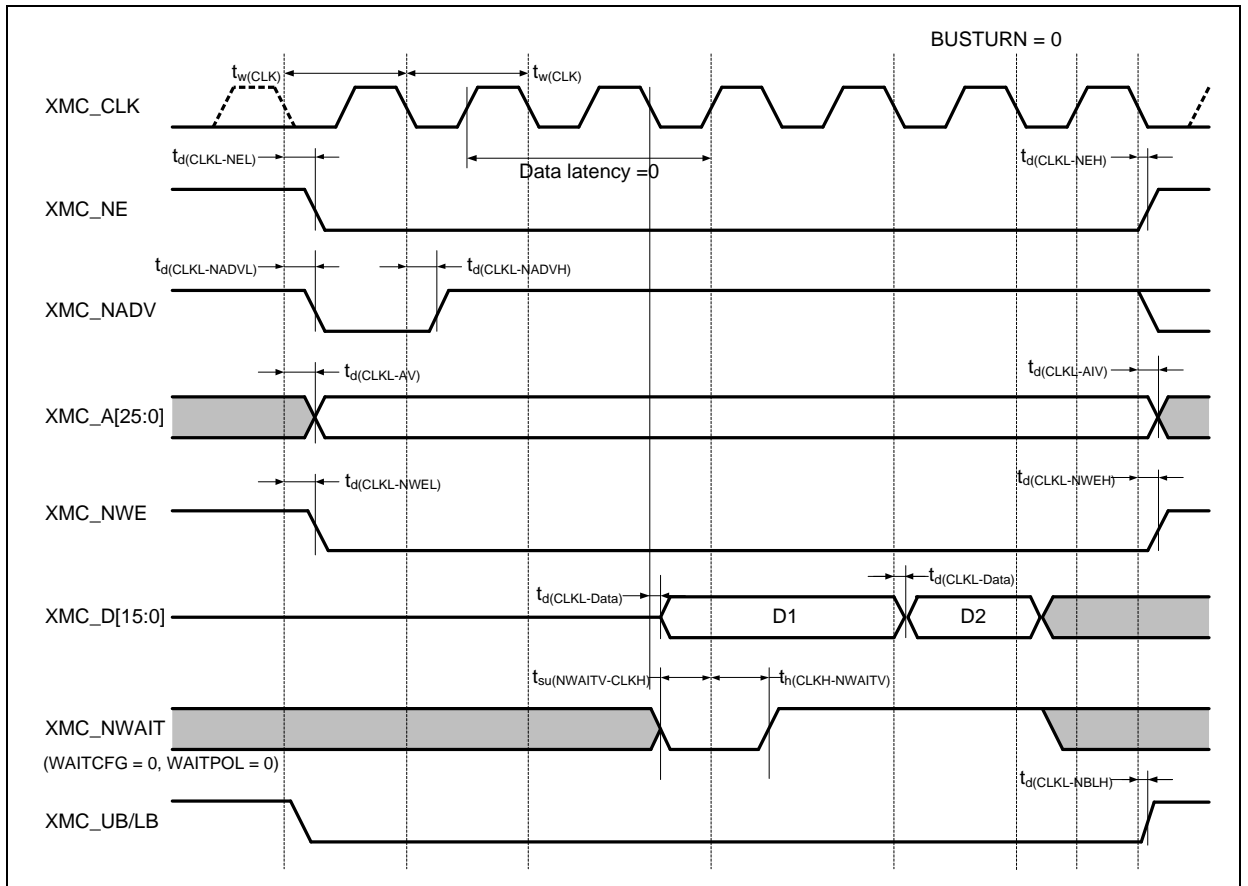 BUSTURN = 0
tw(CLK) tw(CLK)
XMC_CLK
td(CLKL-NEL) Data latency =0 td(CLKL-NEH)
XMC_NE
td(CLKL-NADVL) td(CLKL-NADVH)
XMC_NADV
td(CLKL-AV) td(CLKL-AIV)
XMC_A[25:0]
td(CLKL-NWEL) td(CLKL-NWEH)
XMC_NWE
td(CLKL-Data) td(CLKL-Data)
XMC_D[15:0] D1 D2
tsu(NWAITV-CLKH) th(CLKH-NWAITV)
XMC_NWAIT
(WAITCFG = 0, WAITPOL = 0)
td(CLKL-NBLH)
XMC_UB/LB